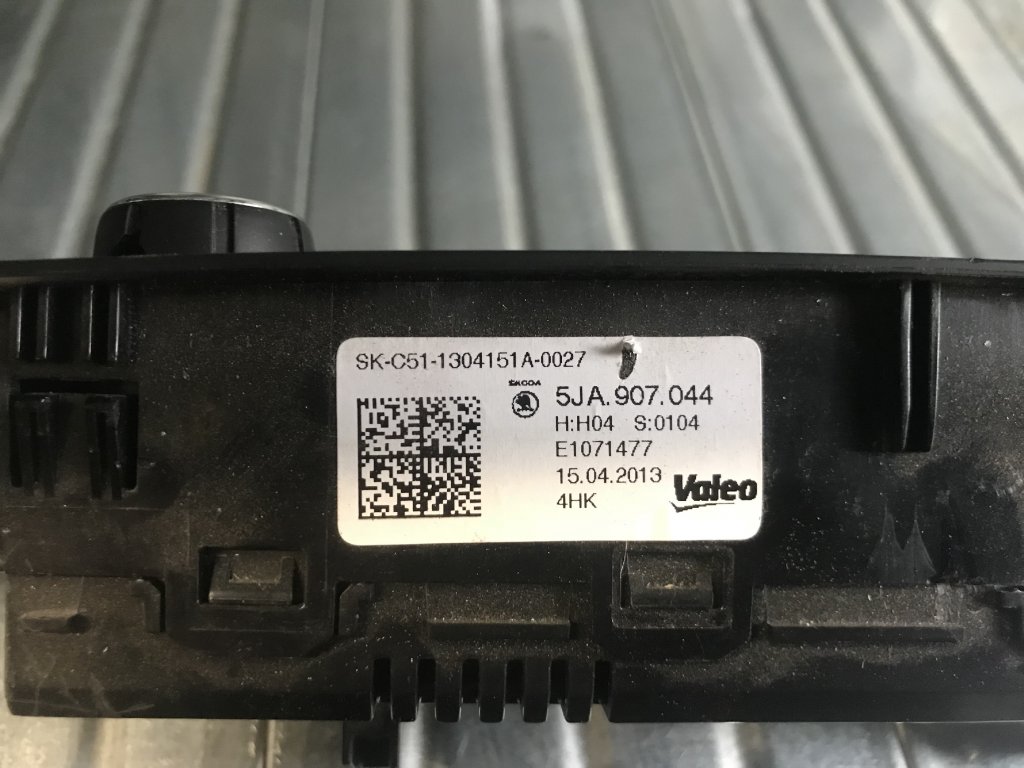 SK-C51-1304151A-0027
ŠKODA
5JA.907.044
H:H04 S:0104
E1071477
15.04.2013
4HK
Valeo